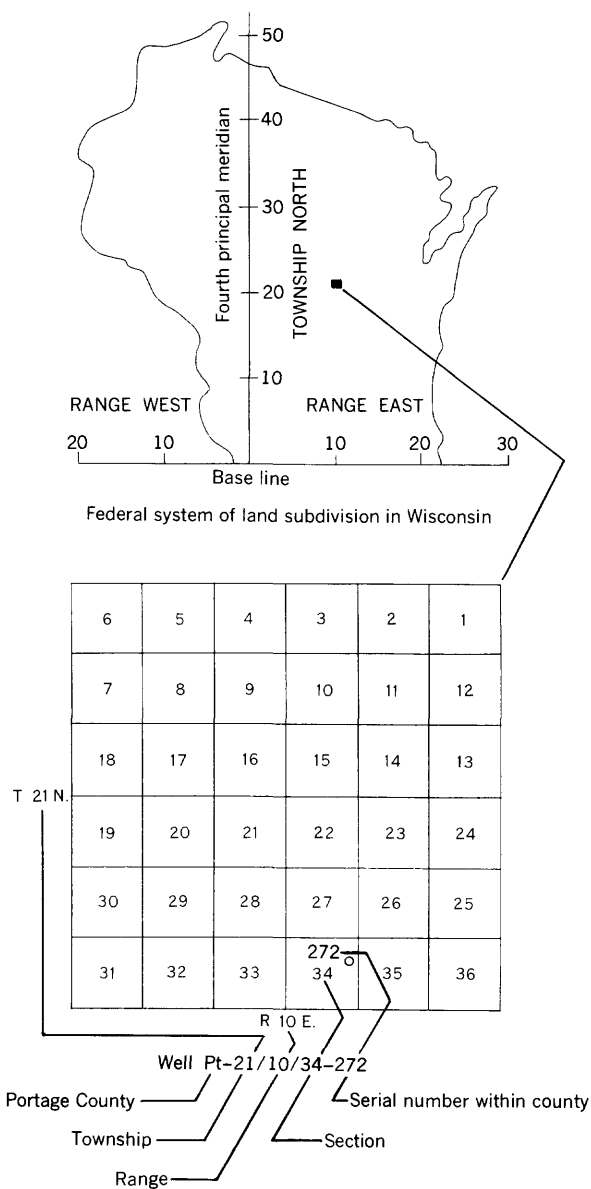 50
40
Fourth principal meridian
TOWNSHIP NORTH
30
20
10
RANGE WEST
RANGE EAST
20 10 10 20 30
Base line
Federal system of land subdivision in Wisconsin
6 5 4 3 2 1
7 8 9 10 11 12
18 17 16 15 14 13
T 21 N.
19 20 21 22 23 24
30 29 28 27 26 25
272
31 32 33 34 35 36
R 10 E.
Well Pt-21/10/34-272
Portage County
Serial number within county
Township
Section
Range